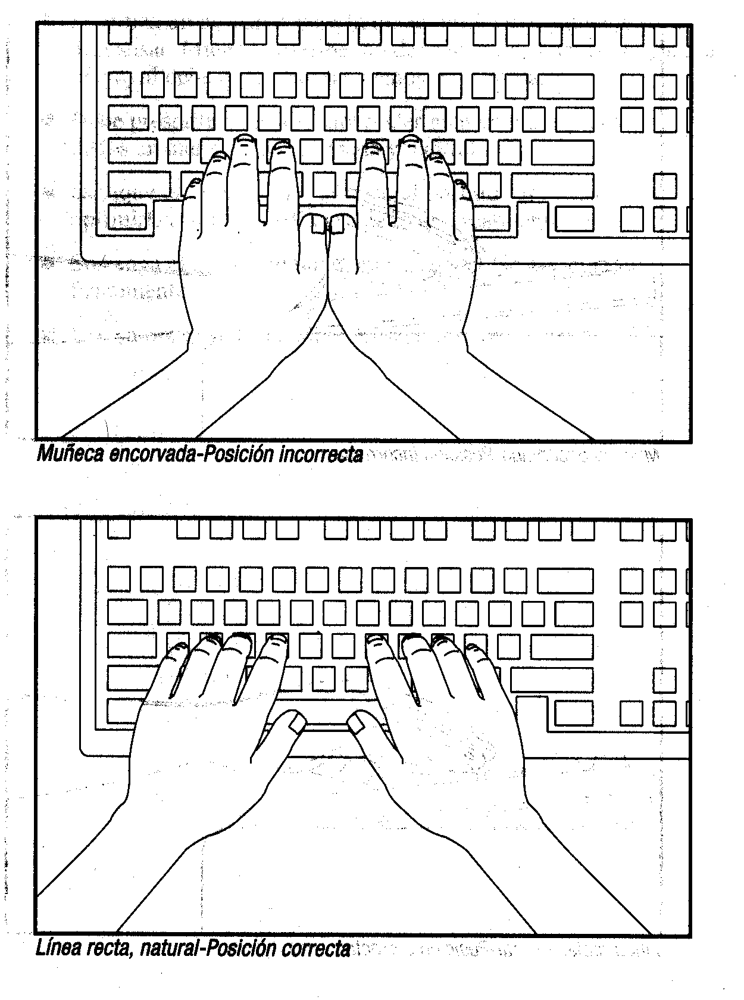 Muñeca encorvada-Posición incorrecta
Línea recta, natural-Posición correcta